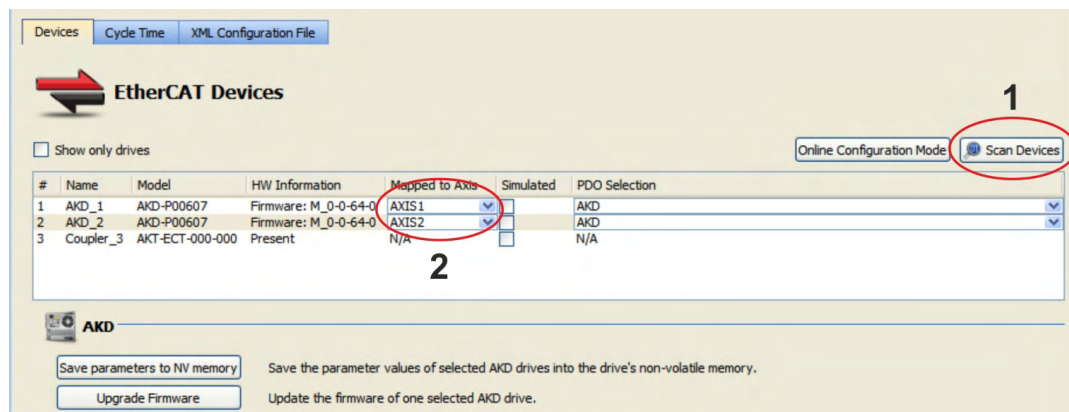 Devices Cycle Time XML Configuration File
EtherCAT Devices
1
Show only drives
Online Configuration Mode Scan Devices
# Name Model HW Information Mapped to Axis Simulated PDO Selection
1 AKD_1 AKD-P00607 Firmware: M_0-0-64-0 AXIS1 AKD
2 AKD_2 AKD-P00607 Firmware: M_0-0-64-0 AXIS2 AKD
3 Coupler_3 AKT-ECT-000-000 Present N/A N/A
2
AKD
Save parameters to NV memory Save the parameter values of selected AKD drives into the drive's non-volatile memory.
Upgrade Firmware Update the firmware of one selected AKD drive.